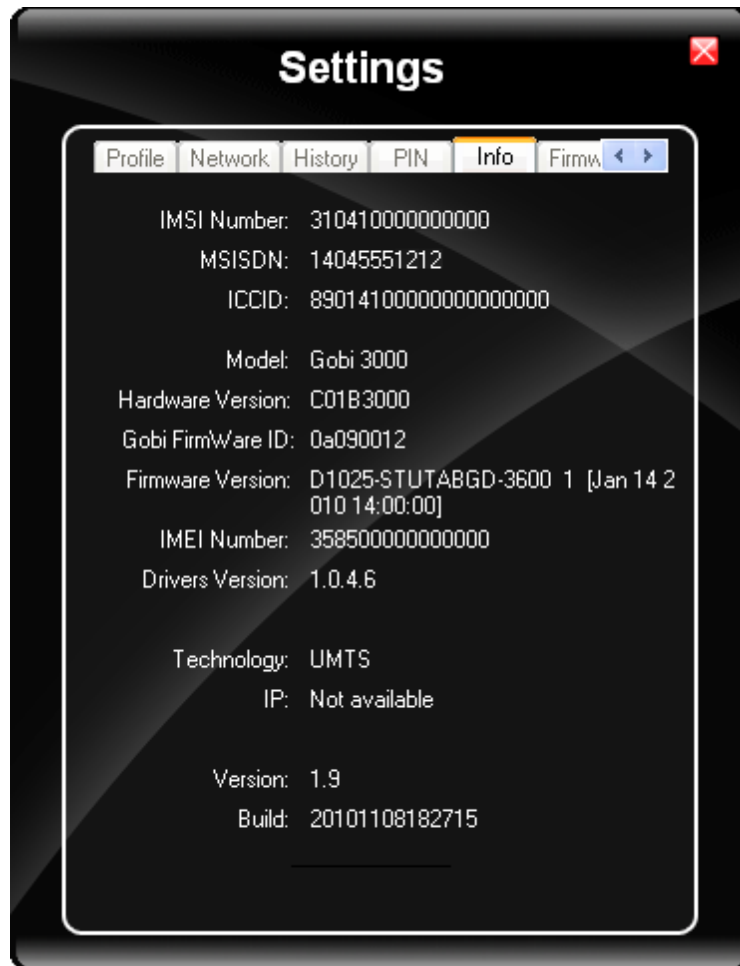 Settings
Profile Network History PIN Info Firmw
IMSI Number: 310410000000000
MSISDN: 14045551212
ICCID: 89014100000000000000
Model: Gobi 3000
Hardware Version: C01B3000
Gobi FirmWare ID: 0a090012
Firmware Version: D1025-STUTABGD-3600 1 [Jan 14 2
010 14:00:00]
IMEI Number: 358500000000000
Drivers Version: 1.0.4.6
Technology: UMTS
IP: Not available
Version: 1.9
Build: 20101108182715